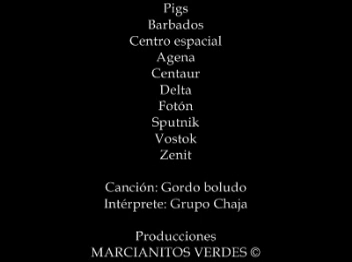 Pigs
Barbados
Centro espacial
Agena
Centaur
Delta
Fotón
Sputnik
Vostok
Zenit
Canción: Gordo boludo
Intérprete: Grupo Chaja
Producciones
MARCIANITOS VERDES ©